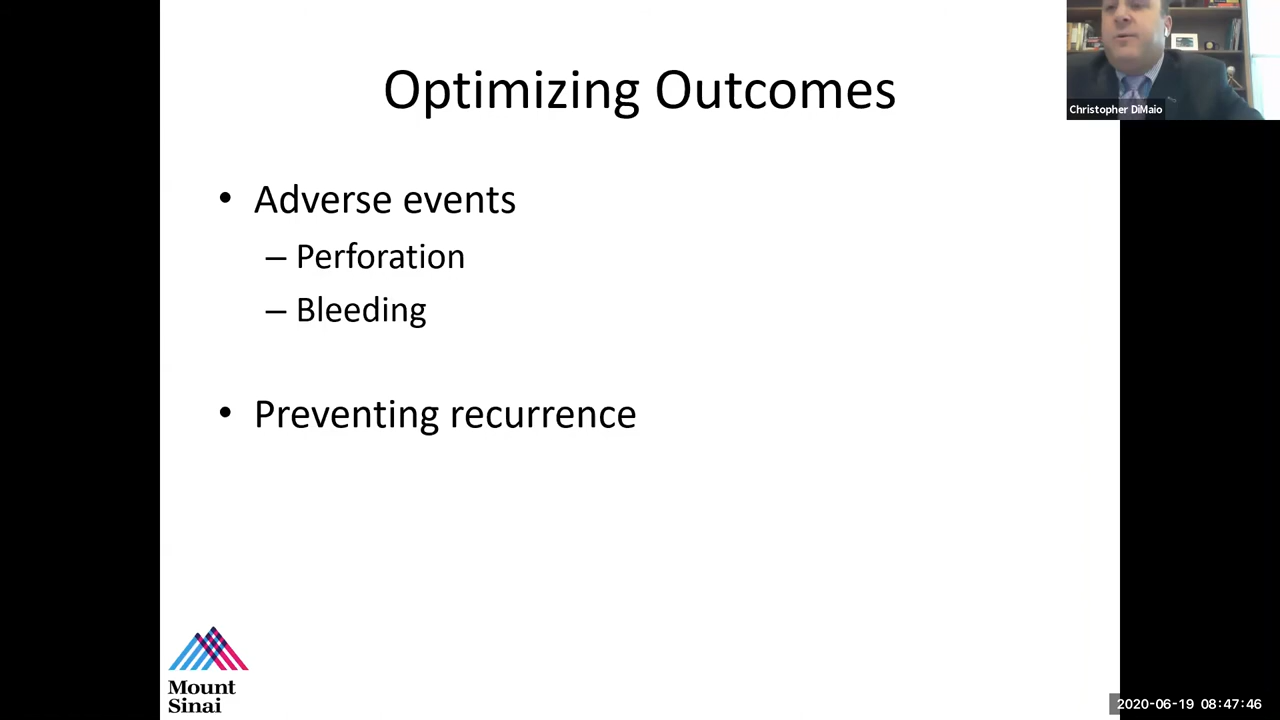 Optimizing Outcomes
Christopher DiMaio
• Adverse events
– Perforation
– Bleeding
• Preventing recurrence
Mount
Sinai
2020-06-19 08:47:46